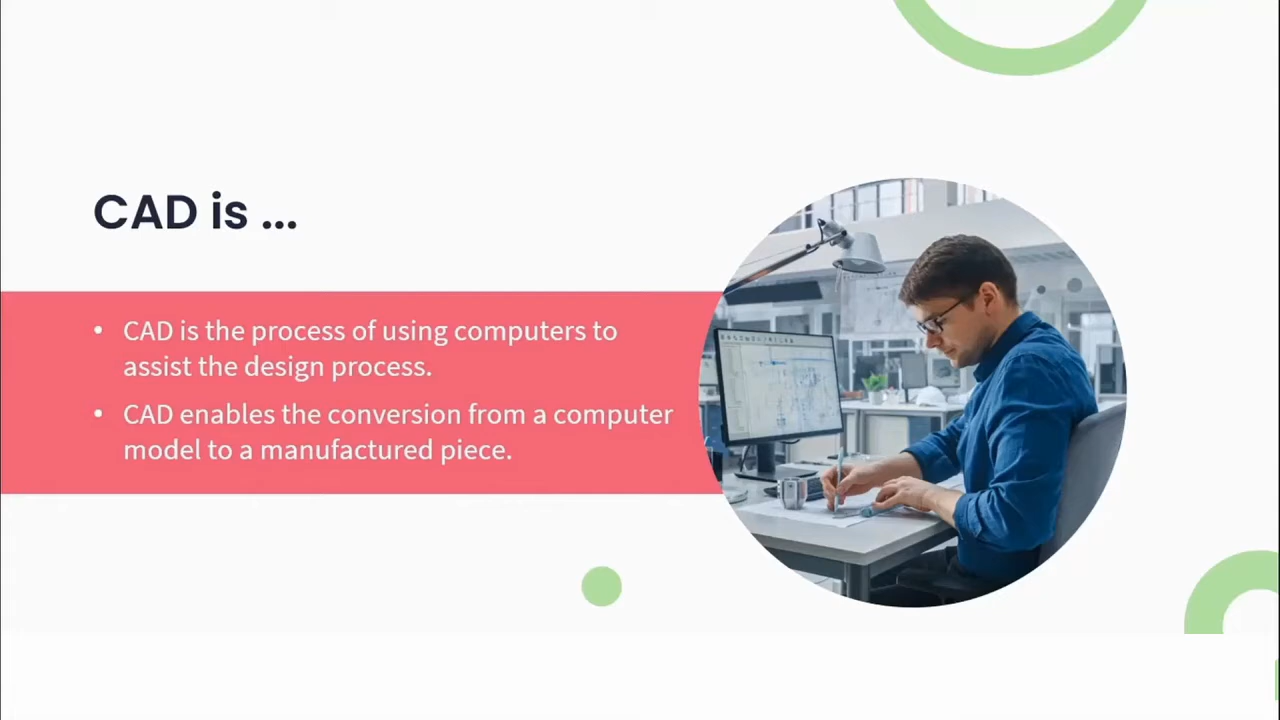 CAD is ...
• CAD is the process of using computers to
assist the design process.
• CAD enables the conversion from a computer
model to a manufactured piece.